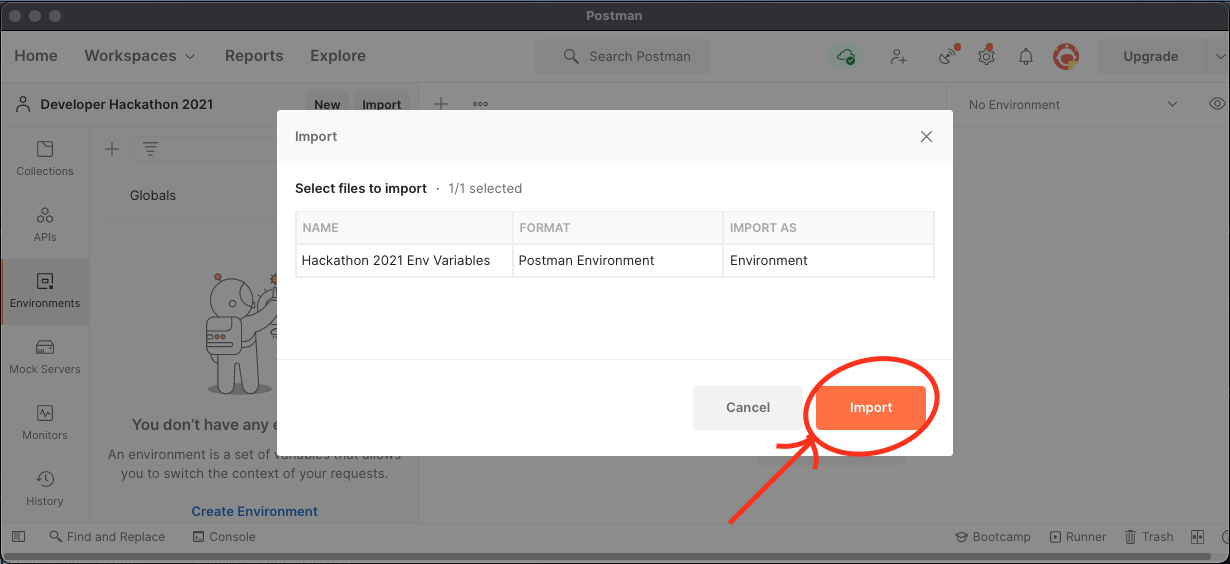 Postman
Home Workspaces Reports Explore Search Postman Upgrade
Developer Hackathon 2021 New Import No Environment
Import
Collections
Select files to import · 1/1 selected
Globals
NAME FORMAT IMPORT AS
APIs
Hackathon 2021 Env Variables Postman Environment Environment
Environments
Mock Servers
Cancel Import
You don't have any
Monitors
An environment is a set of variables that allows
you to switch the context of your requests.
History
Create Environment
Find and Replace Console Bootcamp Runner Trash